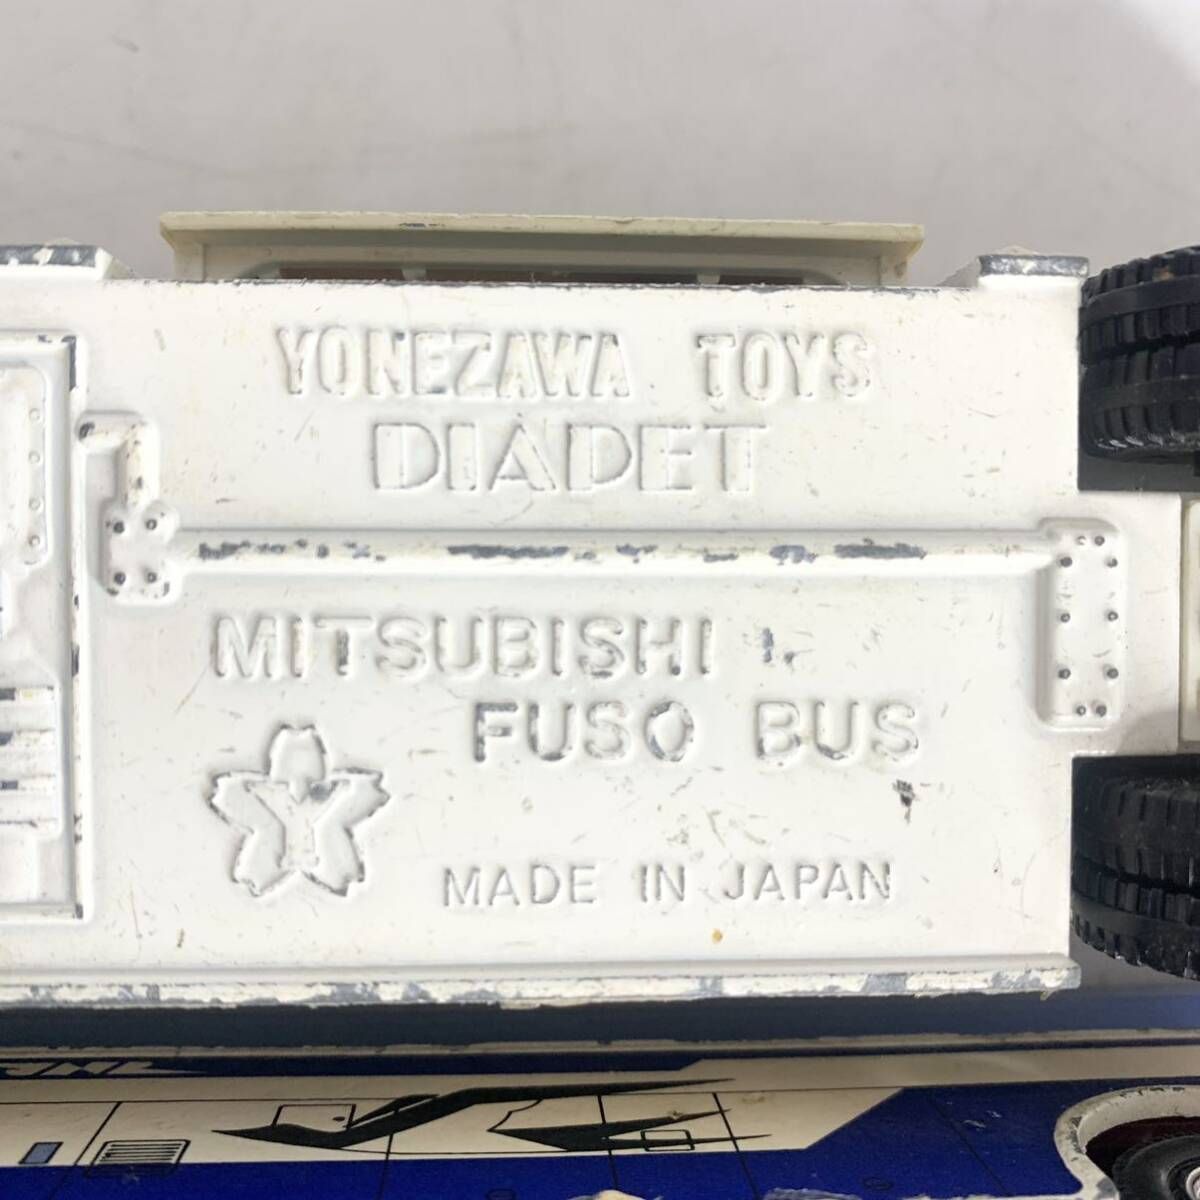 YONEZAWA TOYS
DIAPET
MITSUBISHI
FUSO BUS
Y
MADE IN JAPAN